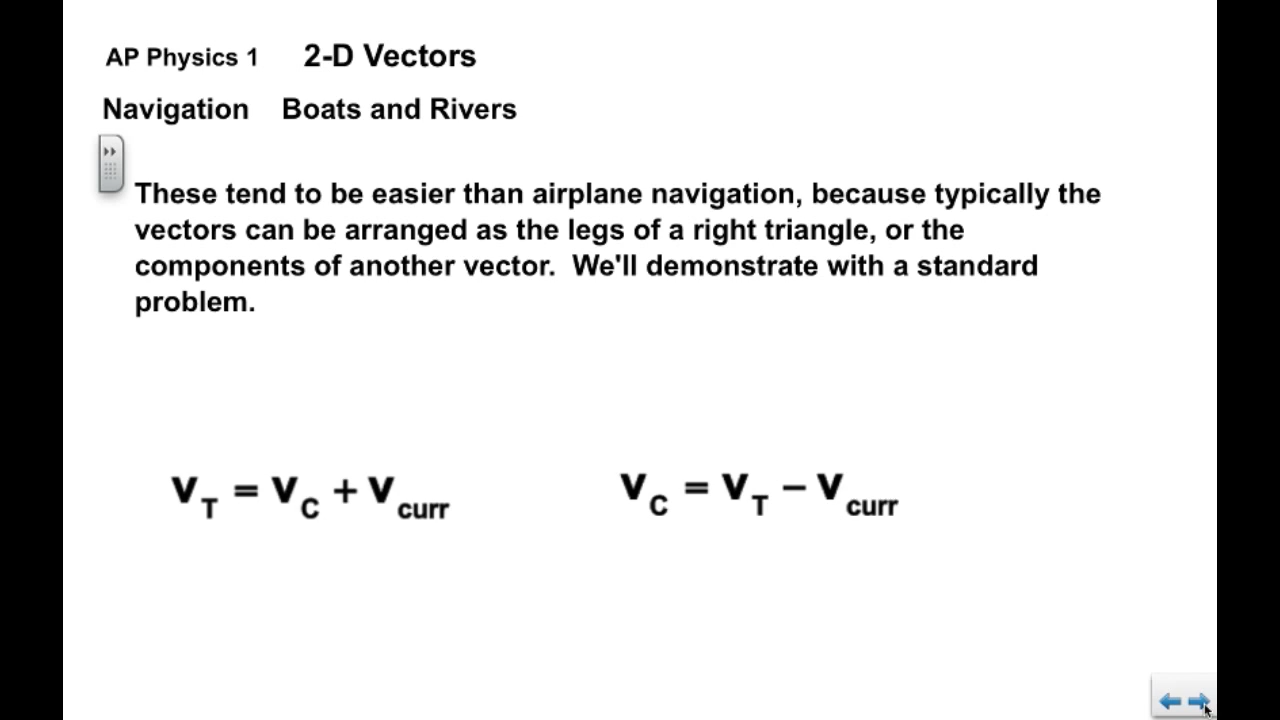 AP Physics 1 2-D Vectors
Navigation Boats and Rivers
These tend to be easier than airplane navigation, because typically the
vectors can be arranged as the legs of a right triangle, or the
components of another vector. We'll demonstrate with a standard
problem.
V_T = V_C + V_curr V_C = V_T − V_curr